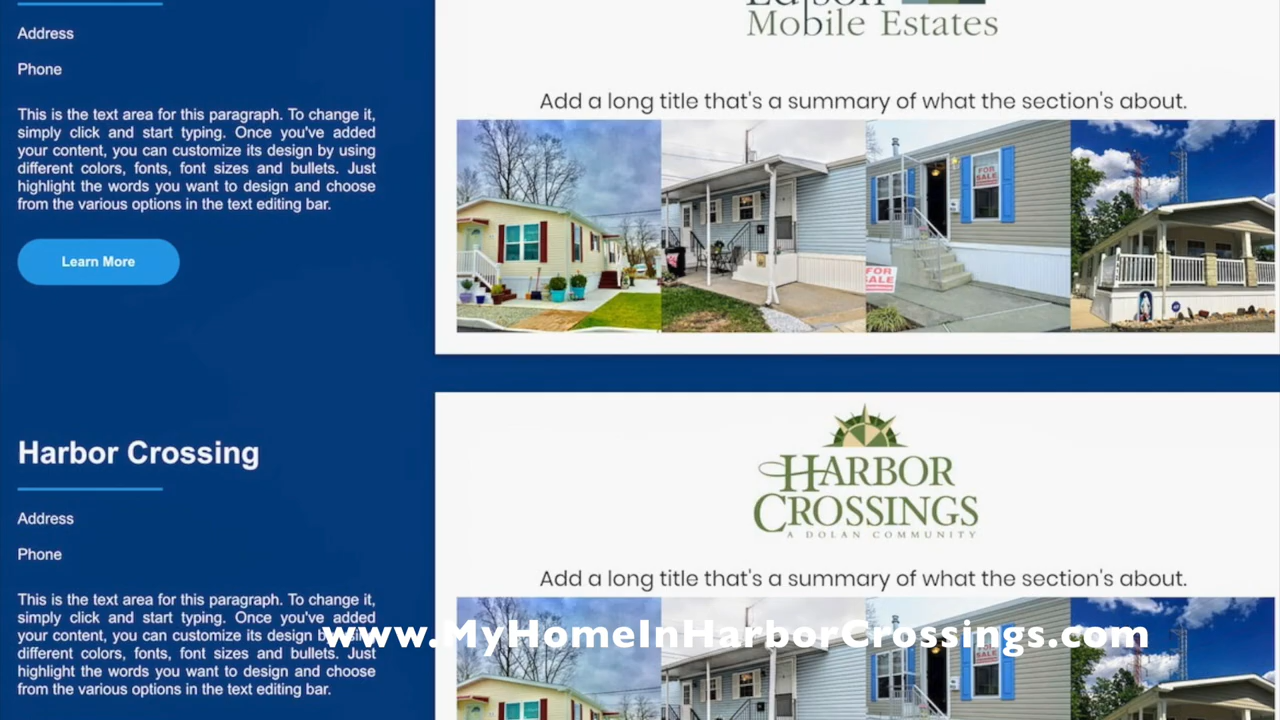 Address
Phone
This is the text area for this paragraph. To change it,
simply click and start typing. Once you've added
your content, you can customize its design by using
different colors, fonts, font sizes and bullets. Just
highlight the words you want to design and choose
from the various options in the text editing bar.
Learn More
Mobile Estates
Add a long title that's a summary of what the section's about.
FOR
SALE
FOR
SALE
Harbor Crossing
Address
Phone
This is the text area for this paragraph. To change it,
simply click and start typing. Once you've added
your content, you can customize its design by
different colors, fonts, font sizes and bullets. Just
highlight the words you want to design and choose
from the various options in the text editing bar.
HARBOR
CROSSINGS
A DOLAN COMMUNITY
Add a long title that's a summary of what the section's about.
www.MyHomeInHarborCrossings.com
SALE